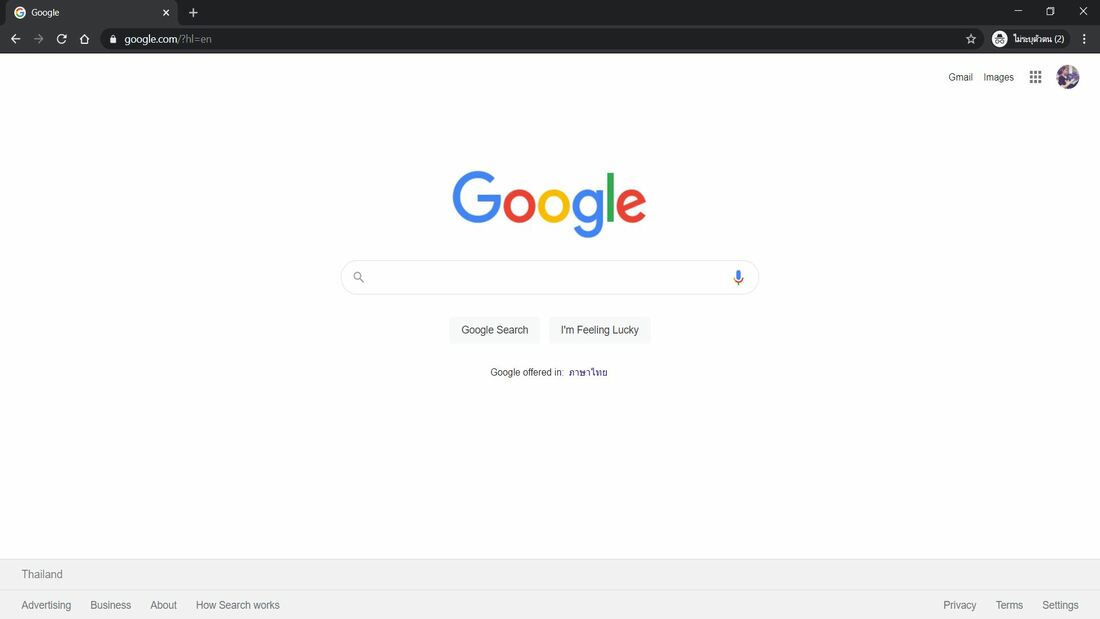 Google
google.com/?hl=en
ไม่ระบุตัวตน (2)
Gmail Images
Google
Google Search I'm Feeling Lucky
Google offered in: ภาษาไทย
Thailand
Advertising Business About How Search works Privacy Terms Settings